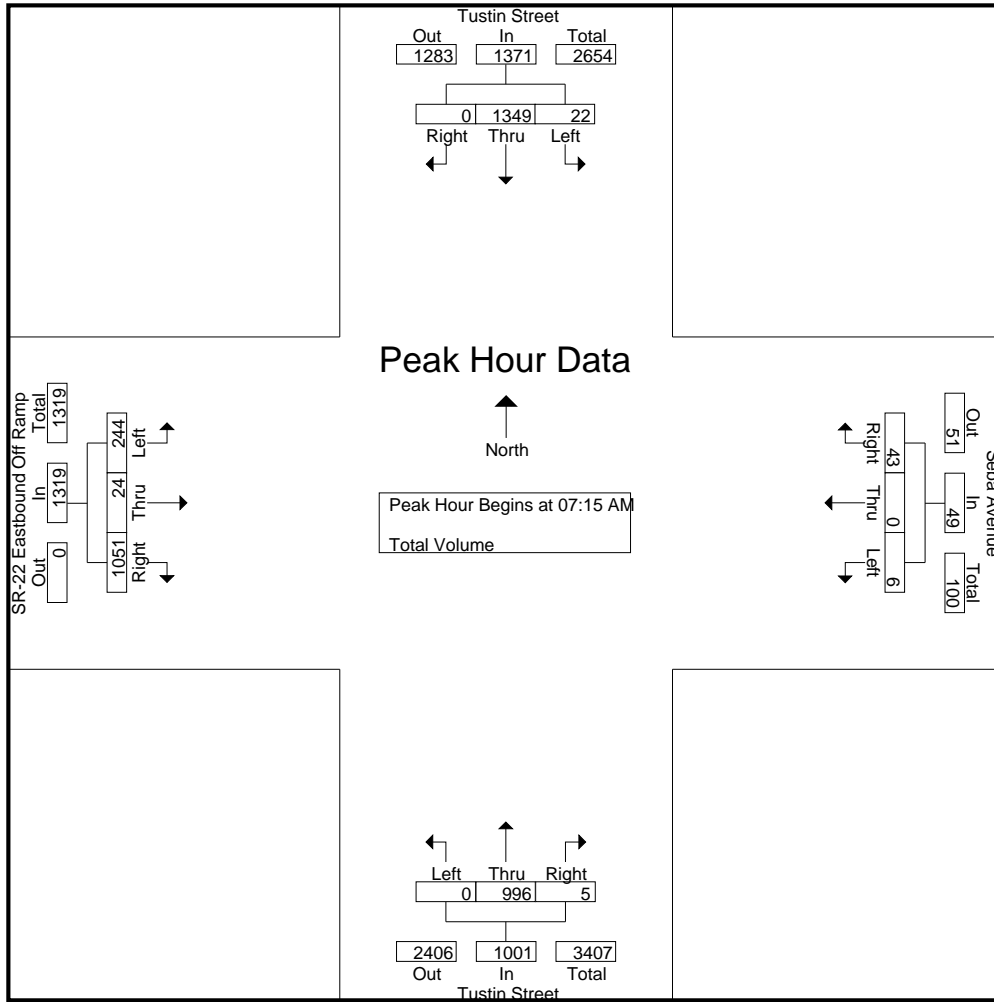 Tustin Street
Out In Total
1283 1371 2654
0 1349 22
Right Thru Left
Peak Hour Data
North
Peak Hour Begins at 07:15 AM
Total Volume
SR-22 Eastbound Off Ramp
Out In Total
0 1319 1319
Left Thru Right
244 24 1051
Seba Avenue
Out In Total
51 49 100
Right Thru Left
43 0 6
Left Thru Right
0 996 5
2406 1001 3407
Out In Total
Tustin Street